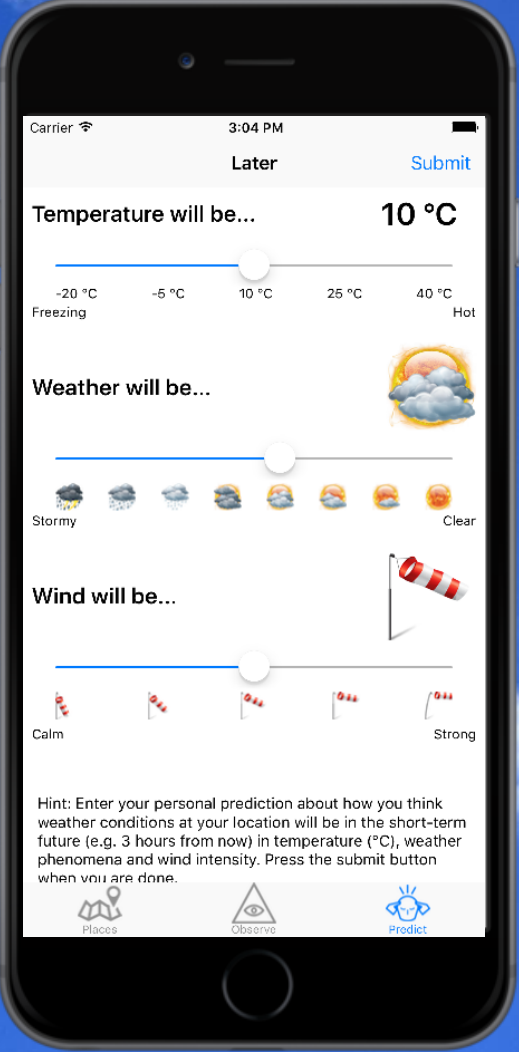 Carrier 3:04 PM
Later Submit
Temperature will be... 10 °C
-20 °C -5 °C 10 °C 25 °C 40 °C
Freezing Hot
Weather will be...
Stormy Clear
Wind will be...
Calm Strong
Hint: Enter your personal prediction about how you think
weather conditions at your location will be in the short-term
future (e.g. 3 hours from now) in temperature (°C), weather
phenomena and wind intensity. Press the submit button
when you are done.
Places Observe Predict